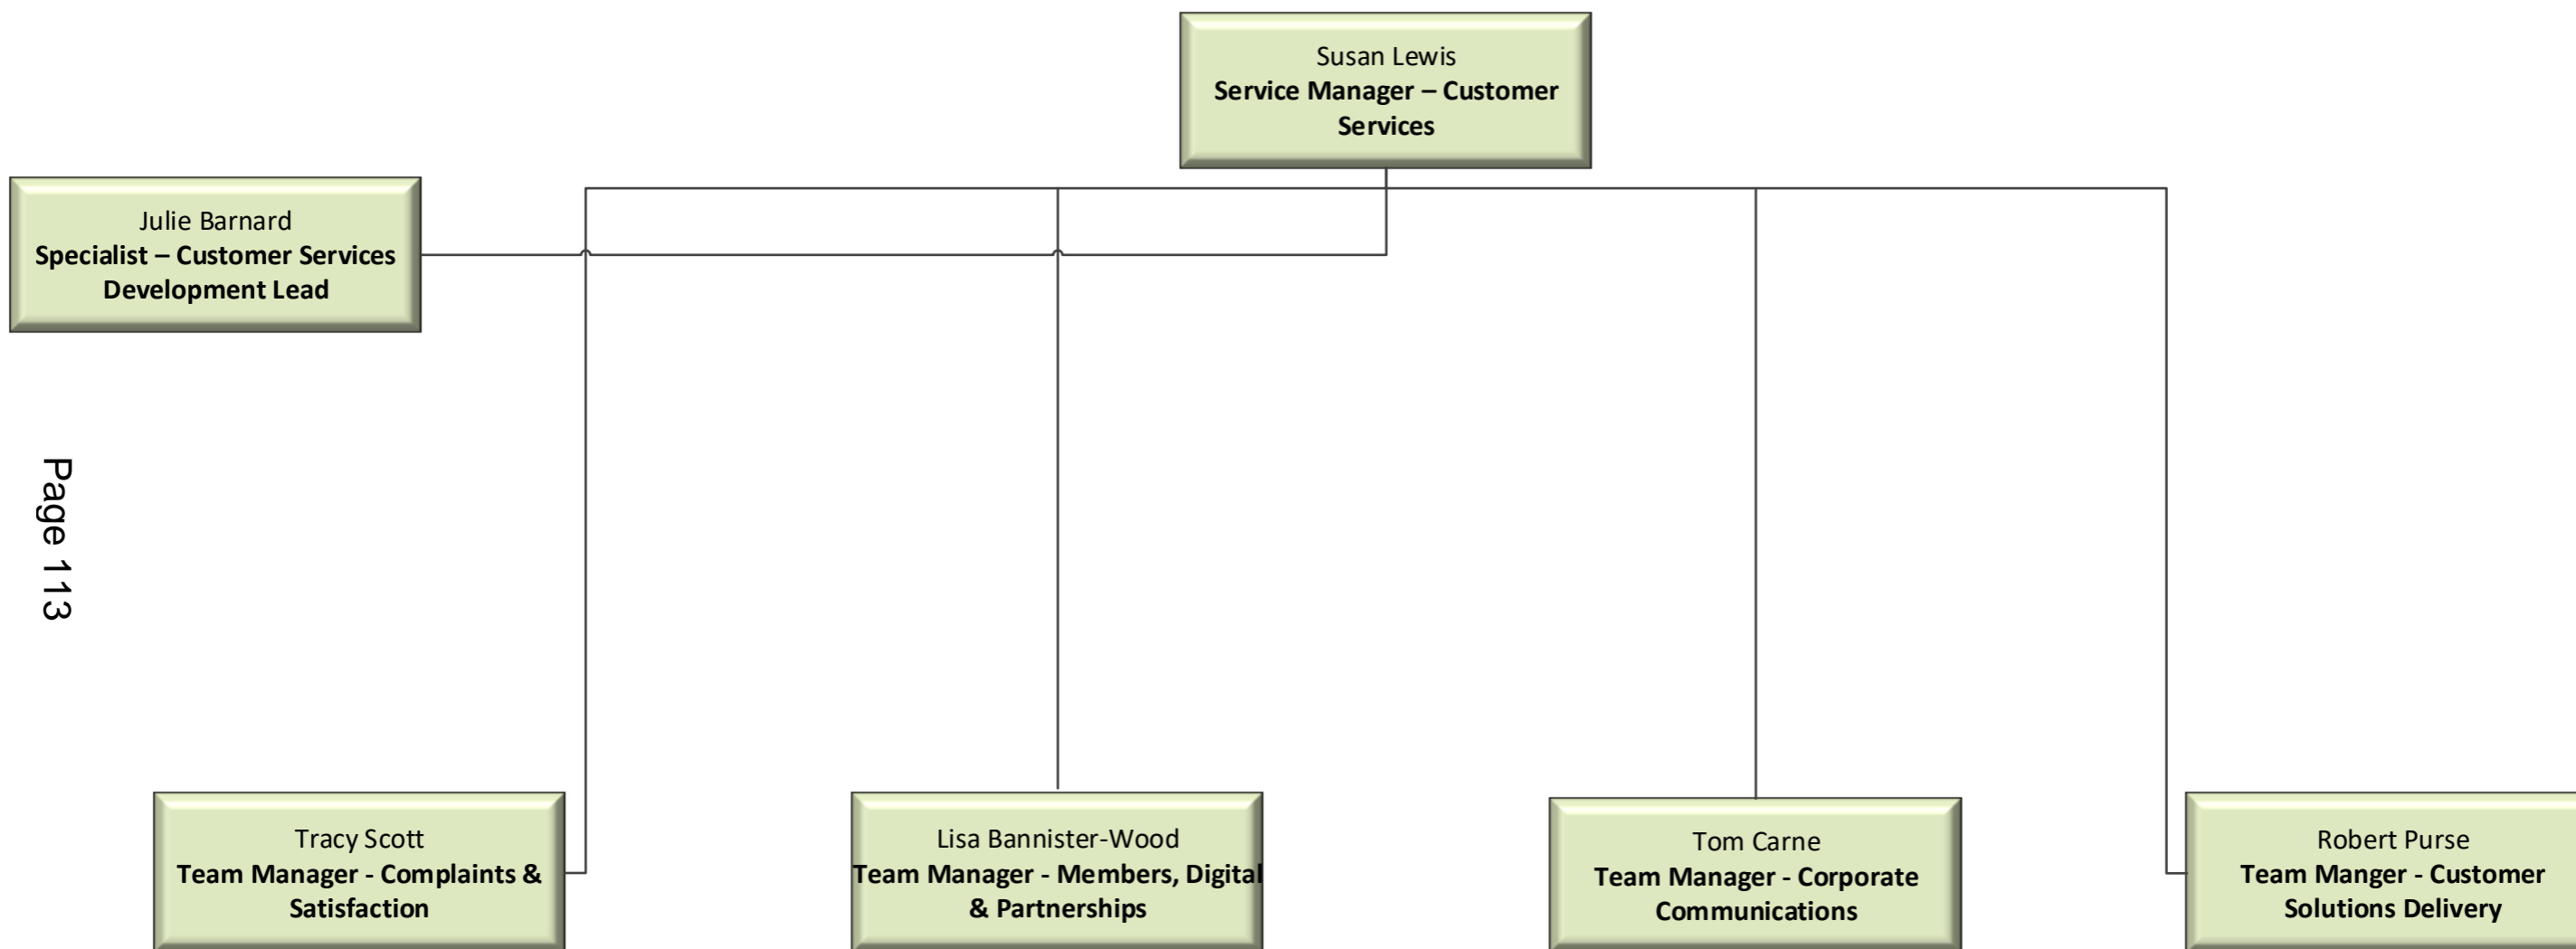 Susan Lewis
Service Manager – Customer
Services
Julie Barnard
Specialist – Customer Services
Development Lead
Page 113
Tracy Scott
Team Manager - Complaints &
Satisfaction
Lisa Bannister-Wood
Team Manager - Members, Digital
& Partnerships
Tom Carne
Team Manager - Corporate
Communications
Robert Purse
Team Manger - Customer
Solutions Delivery